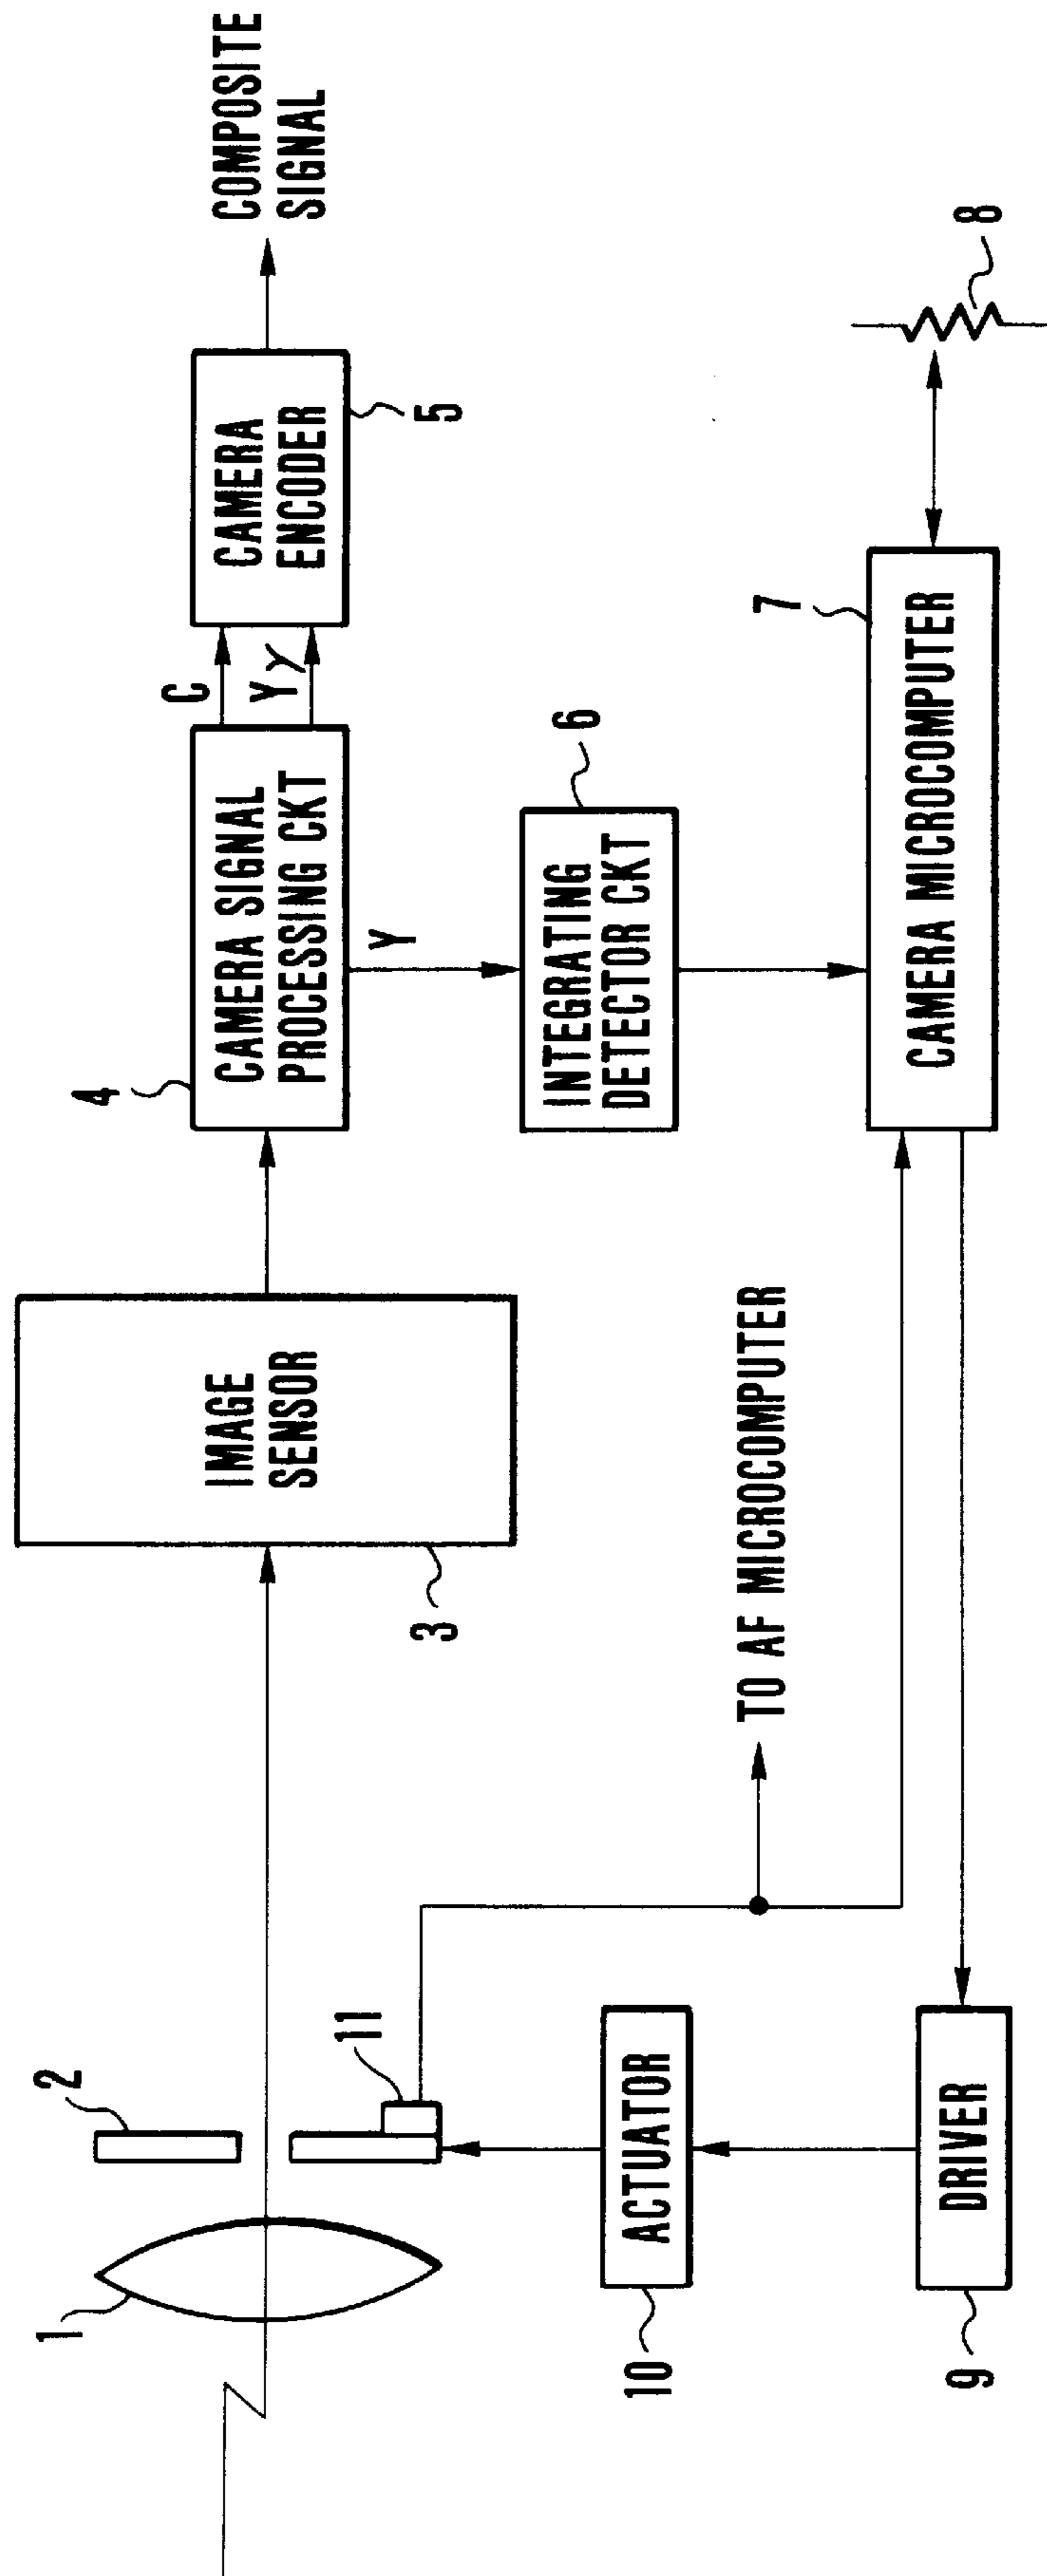 COMPOSITE
SIGNAL
CAMERA
ENCODER
5
C
Yγ
4
CAMERA SIGNAL
PROCESSING CKT
Y
6
INTEGRATING
DETECTOR CKT
7
CAMERA MICROCOMPUTER
8
IMAGE
SENSOR
3
TO AF MICROCOMPUTER
2
11
1
ACTUATOR
10
DRIVER
9